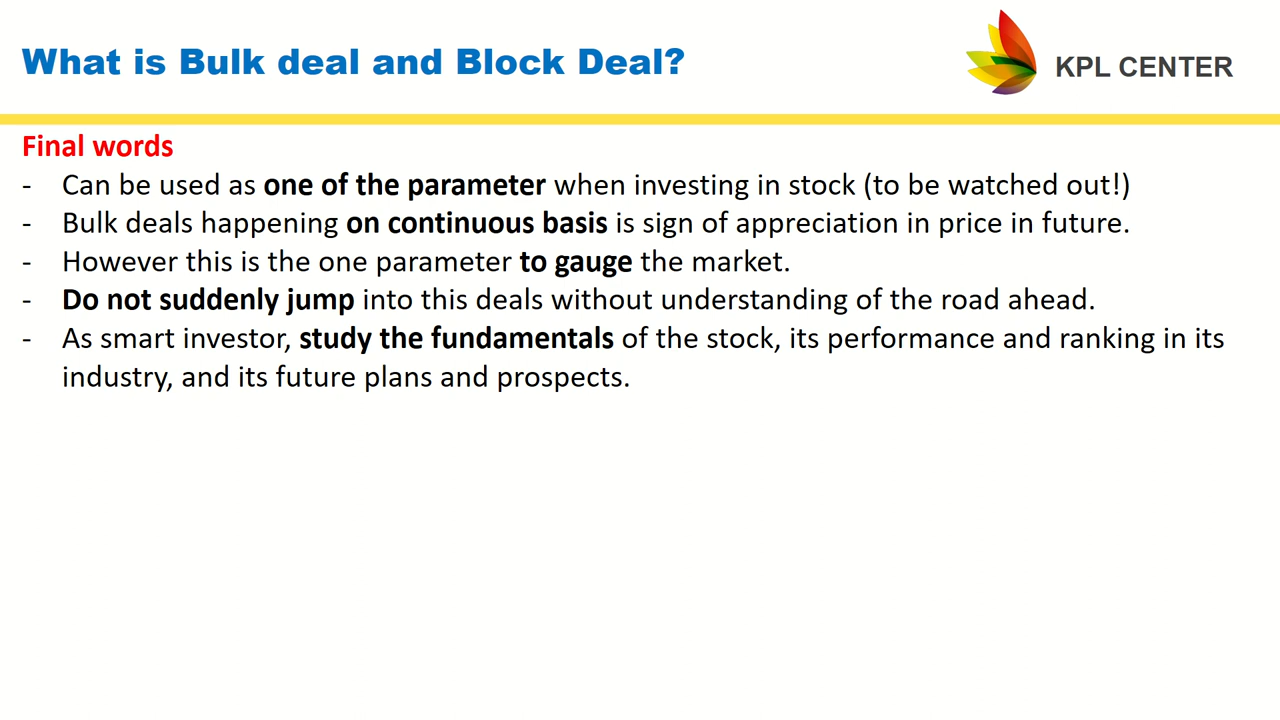 What is Bulk deal and Block Deal?
KPL CENTER
Final words
- Can be used as one of the parameter when investing in stock (to be watched out!)
- Bulk deals happening on continuous basis is sign of appreciation in price in future.
- However this is the one parameter to gauge the market.
- Do not suddenly jump into this deals without understanding of the road ahead.
- As smart investor, study the fundamentals of the stock, its performance and ranking in its
industry, and its future plans and prospects.